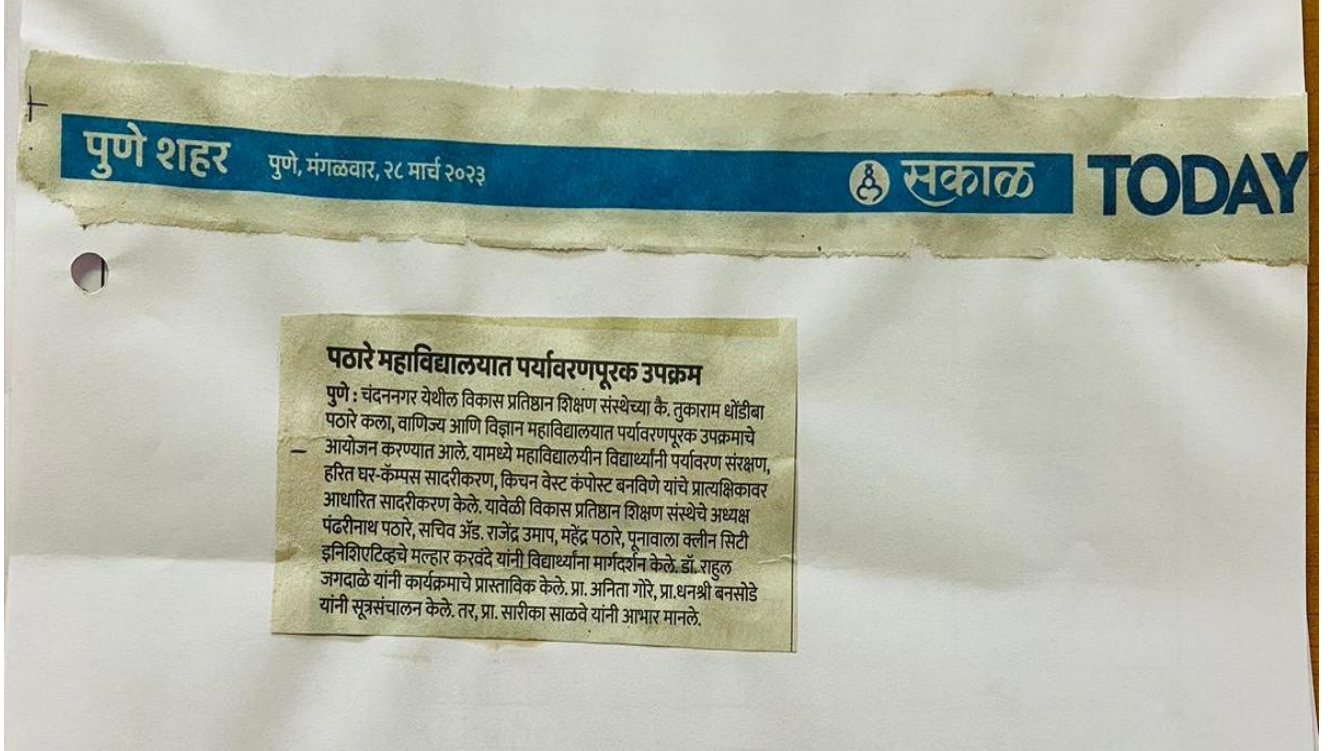 पुणे शहर पुणे, मंगळवार, २८ मार्च २०२३ सकाळ TODAY
पठारे महाविद्यालयात पर्यावरणपूरक उपक्रम
पुणे : चंदननगर येथील विकास प्रतिष्ठान शिक्षण संस्थेच्या कै. तुकाराम धोंडीबा
पठारे कला, वाणिज्य आणि विज्ञान महाविद्यालयात पर्यावरणपूरक उपक्रमाचे
आयोजन करण्यात आले. यामध्ये महाविद्यालयीन विद्यार्थ्यांनी पर्यावरण संरक्षण,
हरित घर-कॅम्पस सादरीकरण, किचन वेस्ट कंपोस्ट बनविणे यांचे प्रात्यक्षिकावर
आधारित सादरीकरण केले. यावेळी विकास प्रतिष्ठान शिक्षण संस्थेचे अध्यक्ष
पंढरीनाथ पठारे, सचिव ॲड. राजेंद्र उमाप, महेंद्र पठारे, पूनावाला क्लीन सिटी
इनिशिएटिव्हचे मल्हार करवंदे यांनी विद्यार्थ्यांना मार्गदर्शन केले. डॉ. राहुल
जगदाळे यांनी कार्यक्रमाचे प्रास्ताविक केले. प्रा. अनिता गोरे, प्रा.धनश्री बनसोडे
यांनी सूत्रसंचालन केले. तर, प्रा. सारीका साळवे यांनी आभार मानले.